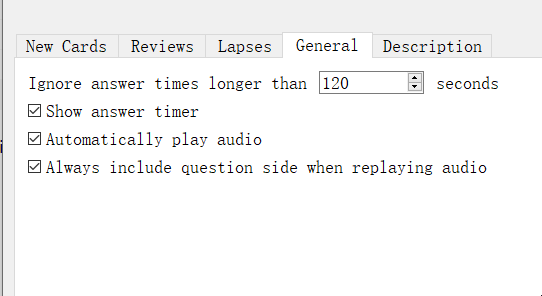 New Cards Reviews Lapses General Description
Ignore answer times longer than 120 seconds
Show answer timer
Automatically play audio
Always include question side when replaying audio